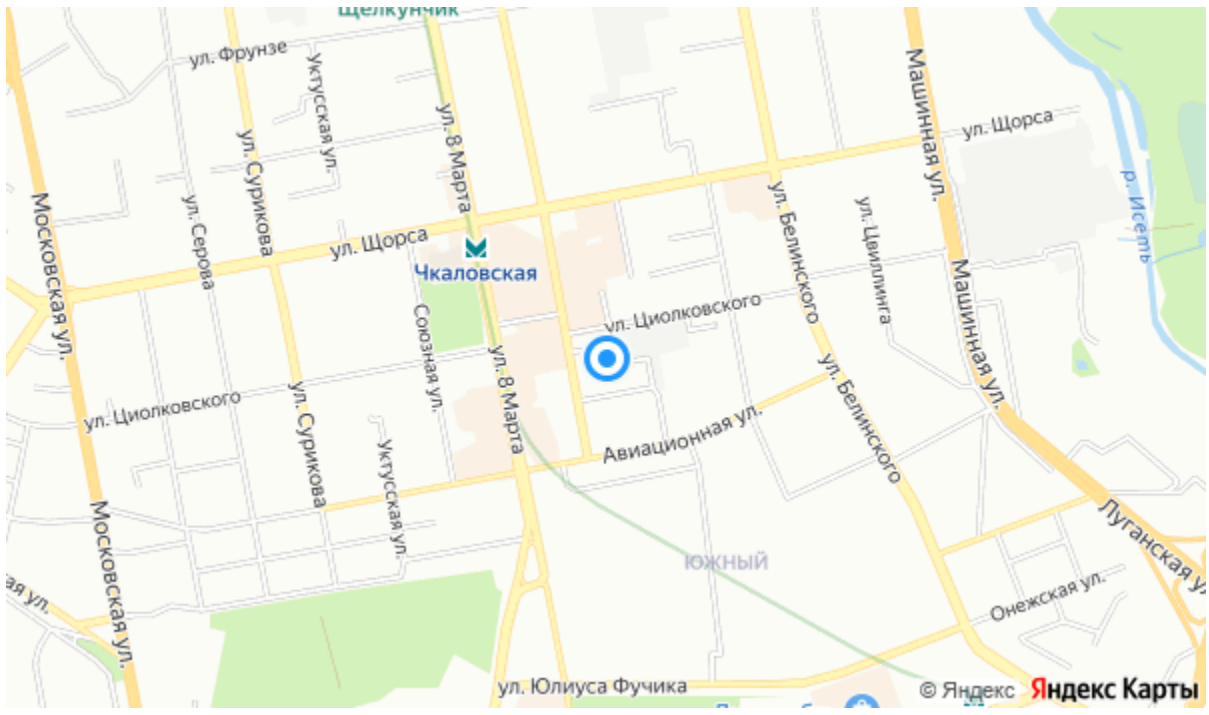 Щелкунчик
ул. Фрунзе
Уктусская ул.
ул. 8 Марта
Машинная ул.
ул. Щорса
ул. Сурикова
р. Исеть
Московская ул.
ул. Серова
ул. Белинского
ул. Цвиллинга
ул. Щорса
Чкаловская
Машинная ул.
Союзная ул.
ул. Циолковского
ул. 8 Марта
ул. Белинского
ул. Циолковского
ул. Сурикова
Авиационная ул.
Уктусская ул.
Московская ул.
Луганская ул
ЮЖНЫЙ
ая ул.
Онежская ул.
ул. Юлиуса Фучика
© Яндекс Яндекс Карты